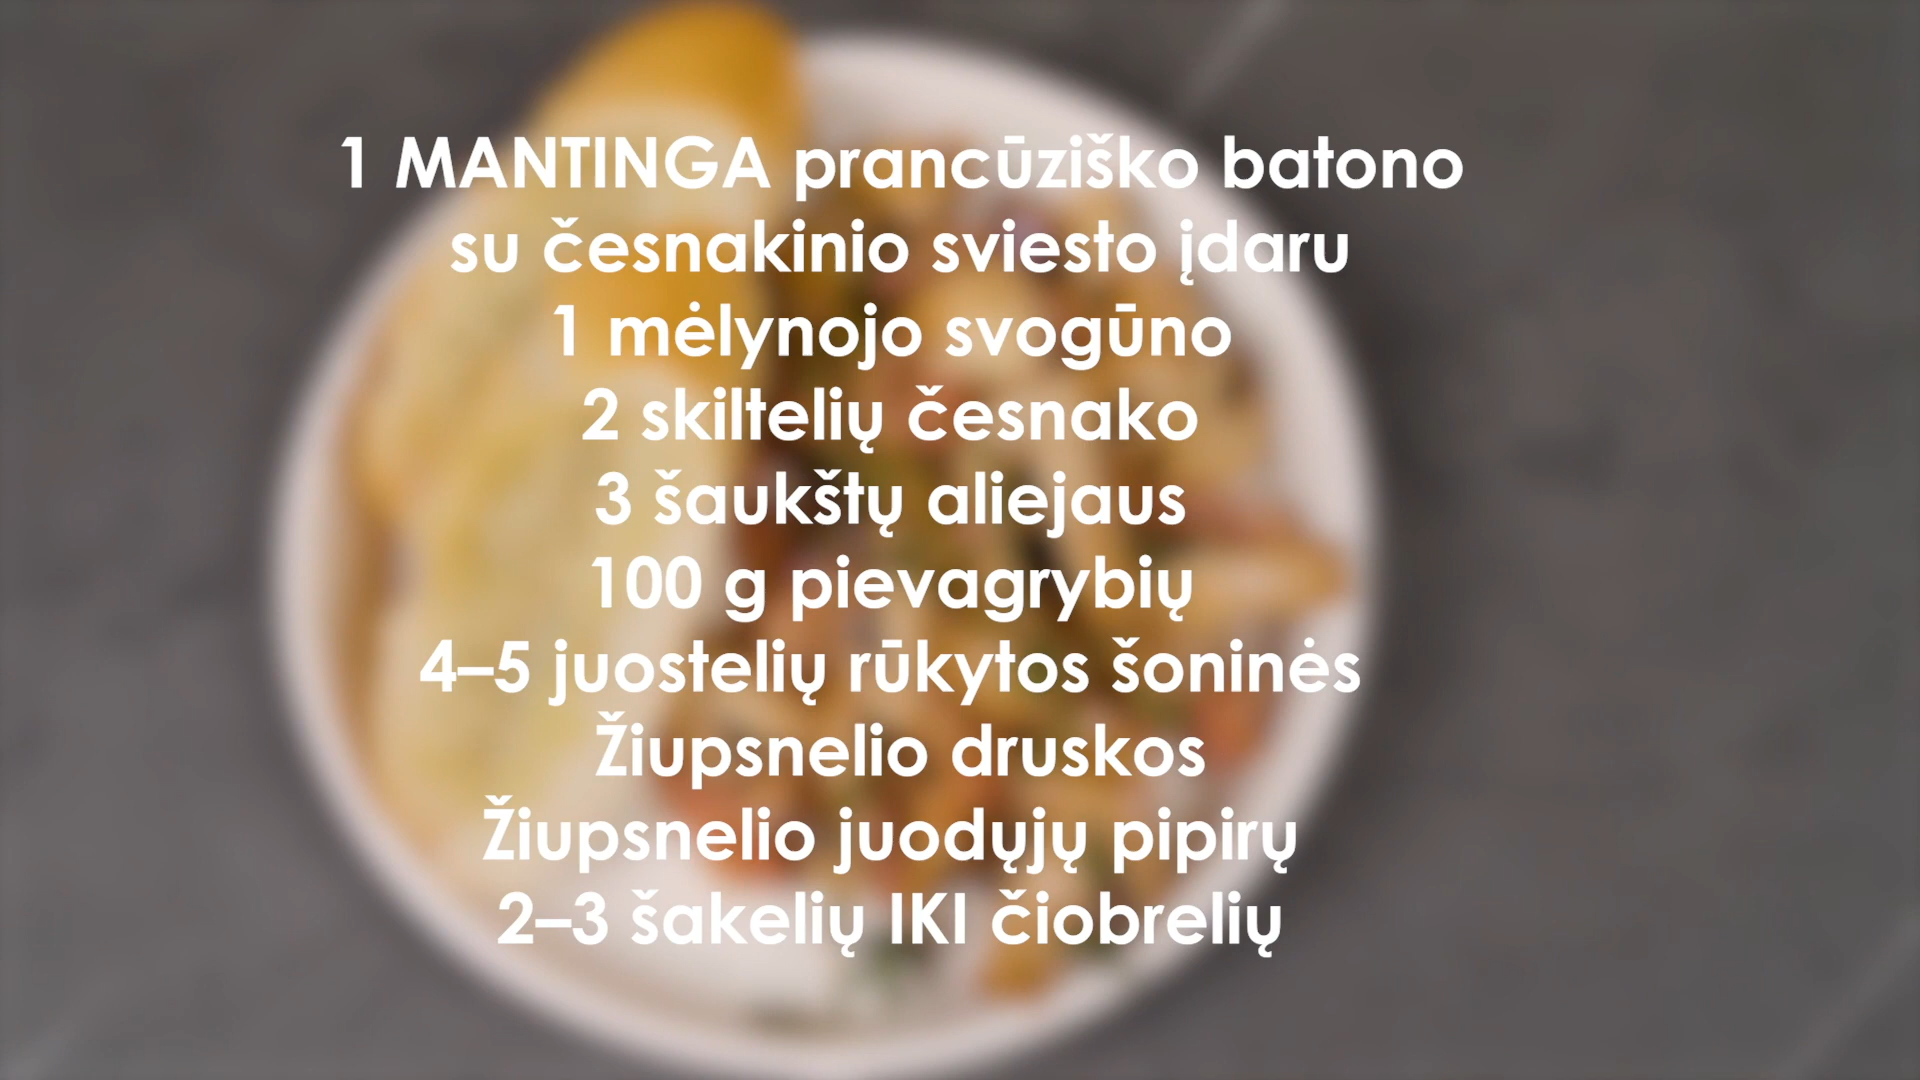 1 MANTINGA prancūziško batono
su česnakinio sviesto įdaru
1 mėlynojo svogūno
2 skiltelių česnako
3 šaukštų aliejaus
100 g pievagrybių
4–5 juostelių rūkytos šoninės
Žiupsnelio druskos
Žiupsnelio juodųjų pipirų
2–3 šakelių IKI čiobrelių